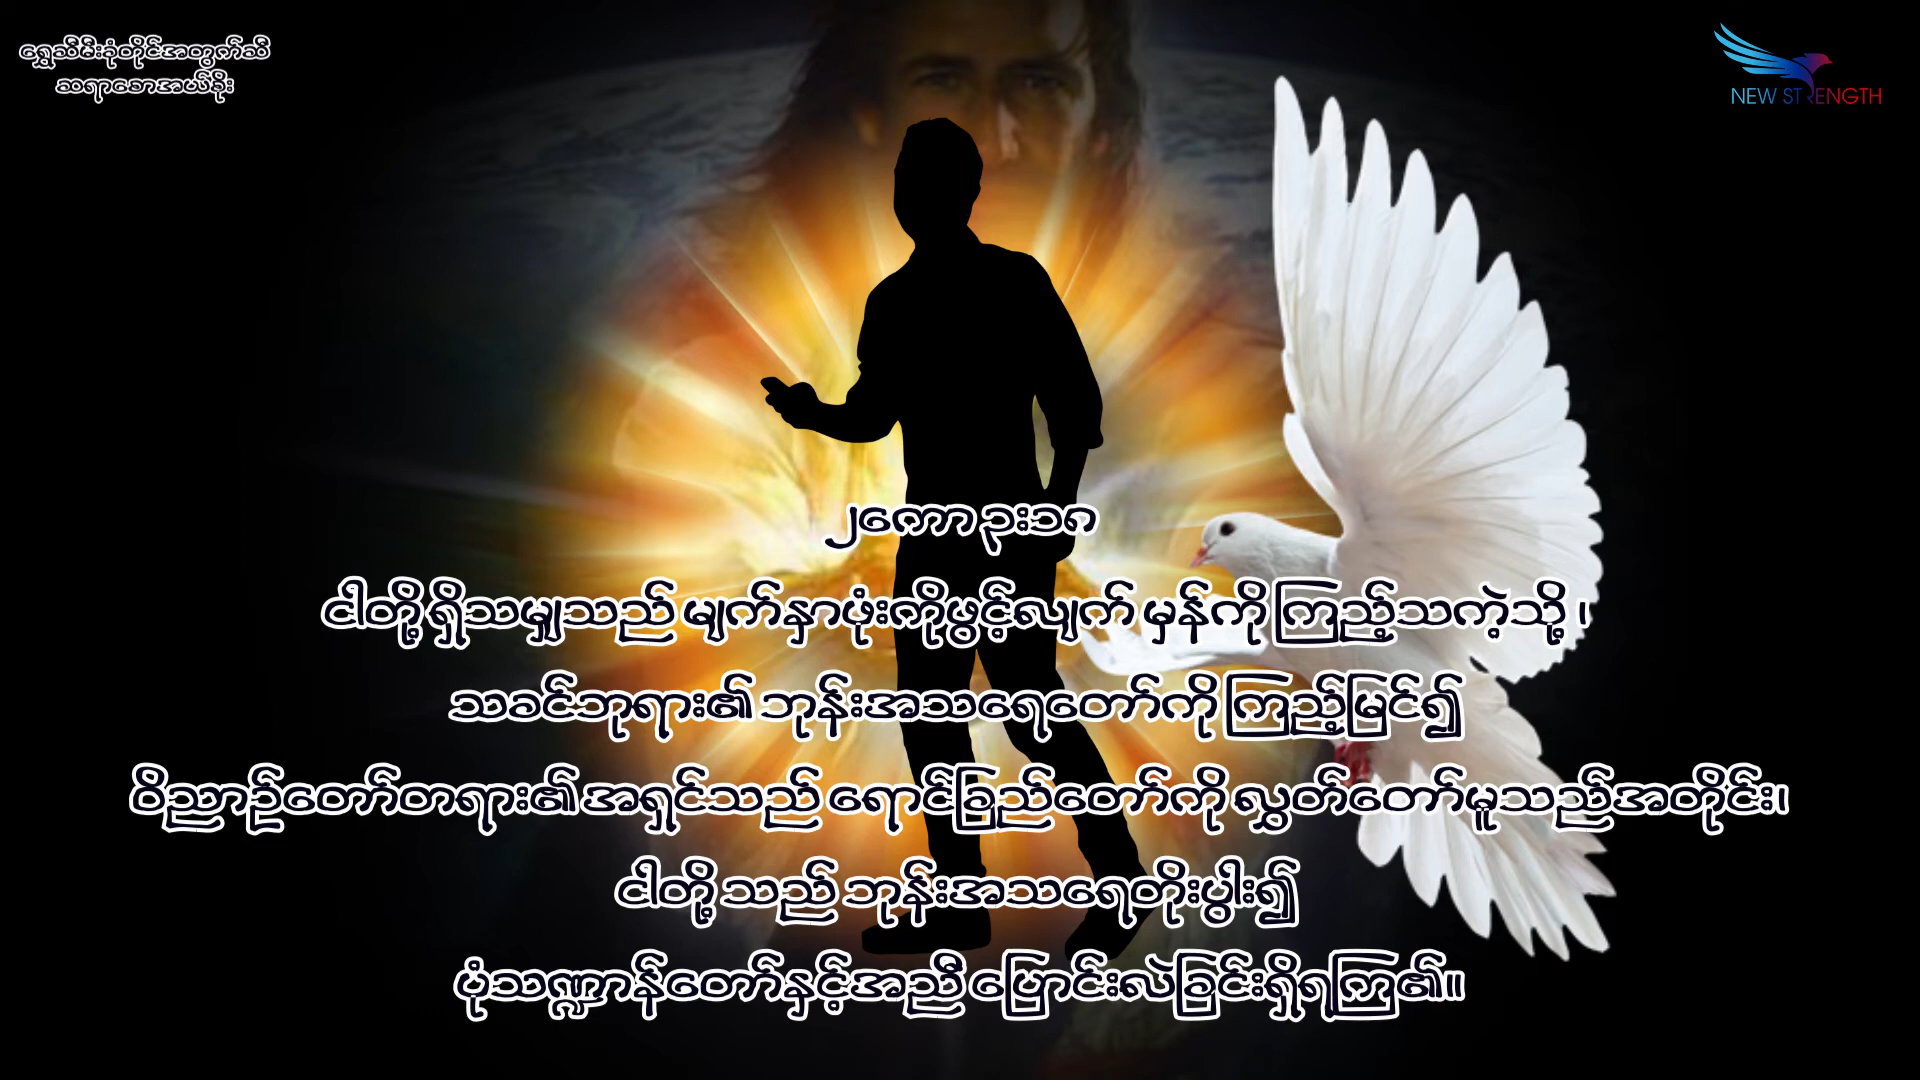 ရွှေသိမ်းခုံတိုင်အတွက်ဆီ
ဆရာဘောအယ်ခိုး
NEW STRENGTH
၂ကော ၃း၁၈
ငါတို့ရှိသမျှသည် မျက်နှာဖုံးကိုဖွင့်လျက် မှန်ကို ကြည့်သကဲ့သို့၊
သခင်ဘုရား၏ ဘုန်းအသရေတော်ကို ကြည့်မြင်၍
ဝိညာဉ်တော်တရား၏အရှင်သည် ရောင်ခြည်တော်ကို လွှတ်တော်မူသည်အတိုင်း၊
ငါတို့သည် ဘုန်းအသရေတိုးပွါး၍
ပုံသဏ္ဍာန်တော်နှင့်အညီ ပြောင်းလဲခြင်းရှိရကြ၏။